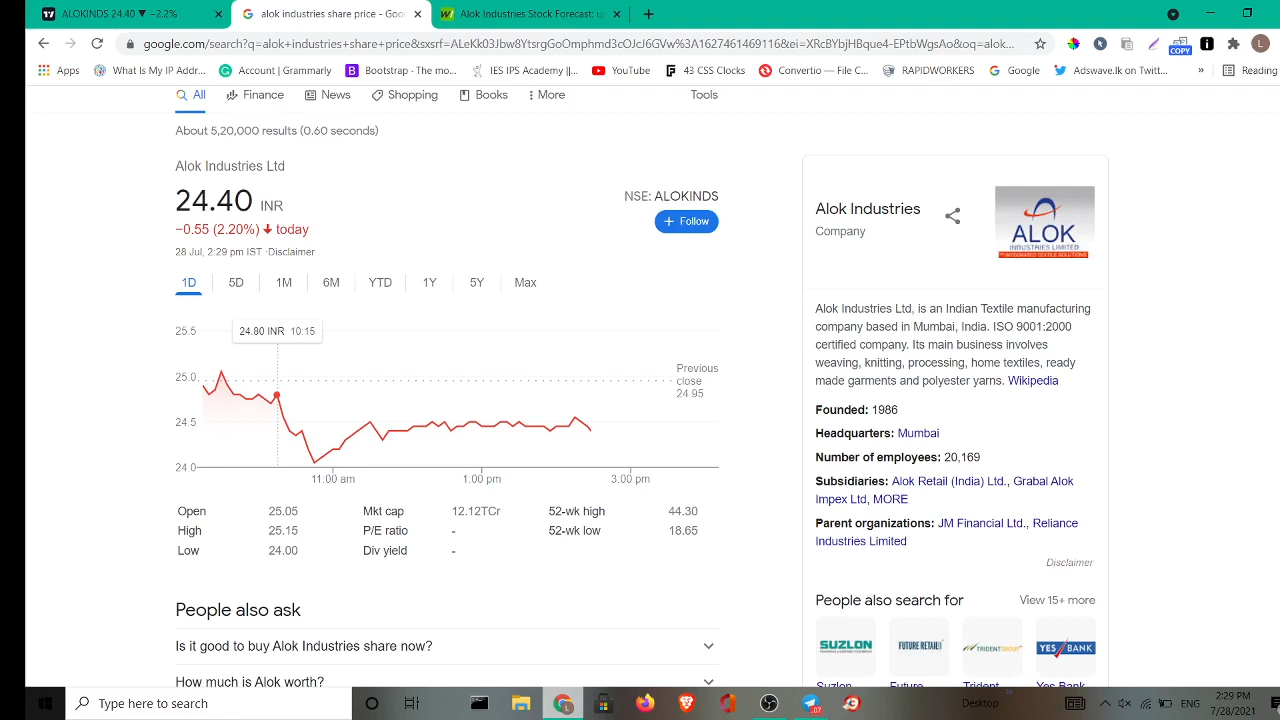 ALOKINDS 24.40 ▼ −2.2%
alok industries share price - Goo
Alok Industries Stock Forecast: up
google.com/search?q=alok+industries+share+price&sxsrf=ALeKk03Jbn8YtsrgGoOmphmd3cOJcJ6GVw%3A1627461469116&ei=XRcBYbjHBque4-EPthWgsAo&oq=alok...
COPY
Apps
What Is My IP Addr...
Account | Grammarly
Bootstrap - The mo...
IES IPS Academy ||...
YouTube
43 CSS Clocks
Convertio — File C...
RAPIDWORKERS
Google
Adswave.lk on Twitt...
»
Reading
All
Finance
News
Shopping
Books
More
Tools
About 5,20,000 results (0.60 seconds)
Alok Industries Ltd
24.40 INR
NSE: ALOKINDS
−0.55 (2.20%) ↓ today
+ Follow
28 Jul, 2:29 pm IST · Disclaimer
1D 5D 1M 6M YTD 1Y 5Y Max
24.80 INR 10:15
25.5
25.0
24.5
24.0
Previous
close
24.95
11:00 am 1:00 pm 3:00 pm
Open 25.05 Mkt cap 12.12TCr 52-wk high 44.30
High 25.15 P/E ratio - 52-wk low 18.65
Low 24.00 Div yield -
People also ask
Is it good to buy Alok Industries share now?
How much is Alok worth?
Alok Industries
Company
ALOK
INDUSTRIES LIMITED
INTEGRATED TEXTILE SOLUTIONS
Alok Industries Ltd, is an Indian Textile manufacturing
company based in Mumbai, India. ISO 9001:2000
certified company. Its main business involves
weaving, knitting, processing, home textiles, ready
made garments and polyester yarns. Wikipedia
Founded: 1986
Headquarters: Mumbai
Number of employees: 20,169
Subsidiaries: Alok Retail (India) Ltd., Grabal Alok
Impex Ltd, MORE
Parent organizations: JM Financial Ltd., Reliance
Industries Limited
Disclaimer
People also search for
View 15+ more
SUZLON
FUTURE RETAIL
TRIDENTGROUP
YES BANK
Suzlon Future Trident Yes Bank
Type here to search
.07
Desktop
»
ENG
2:29 PM
7/28/2021